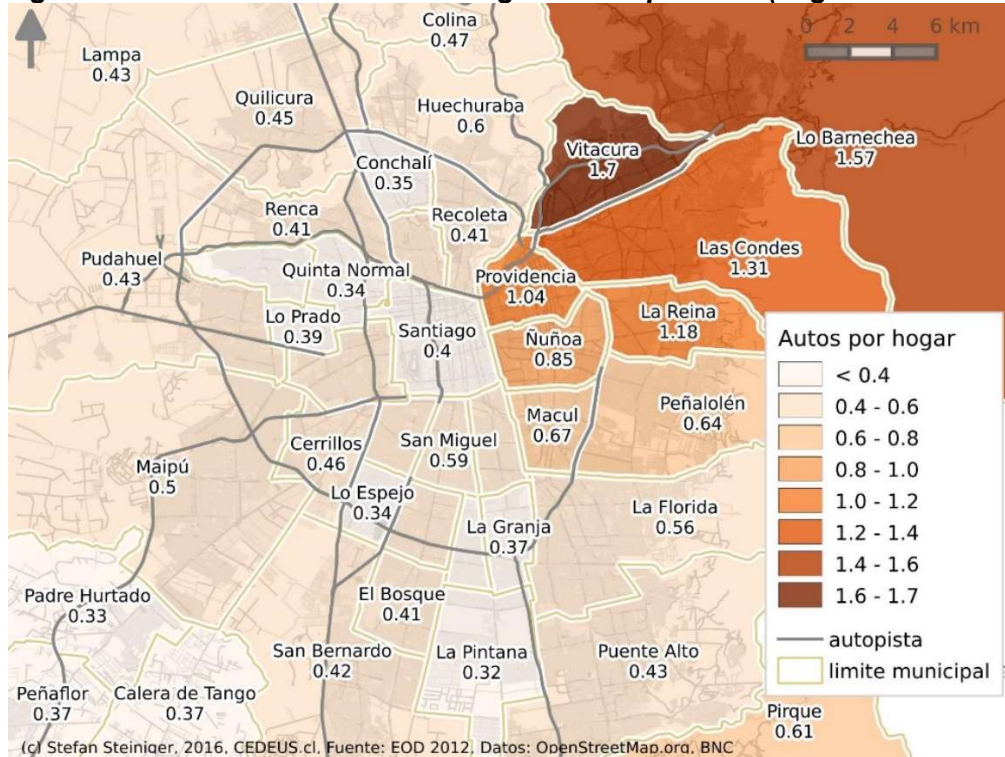 Colina
0.47
0 2 4 6 km
Lampa
0.43
Quilicura
0.45
Huechuraba
0.6
Vitacura
1.7
Lo Barnechea
1.57
Conchalí
0.35
Renca
0.41
Recoleta
0.41
Las Condes
1.31
Pudahuel
0.43
Quinta Normal
0.34
Providencia
1.04
La Reina
1.18
Lo Prado
0.39
Santiago
0.4
Ñuñoa
0.85
Autos por hogar
< 0.4
0.4 - 0.6
0.6 - 0.8
0.8 - 1.0
1.0 - 1.2
1.2 - 1.4
1.4 - 1.6
1.6 - 1.7
autopista
limite municipal
Macul
0.67
Peñalolén
0.64
Cerrillos
0.46
San Miguel
0.59
Maipú
0.5
Lo Espejo
0.34
La Granja
0.37
La Florida
0.56
Padre Hurtado
0.33
El Bosque
0.41
San Bernardo
0.42
La Pintana
0.32
Puente Alto
0.43
Peñaflor
0.37
Calera de Tango
0.37
Pirque
0.61
(c) Stefan Steiniger, 2016, CEDEUS.cl, Fuente: EOD 2012, Datos: OpenStreetMap.org, BNC